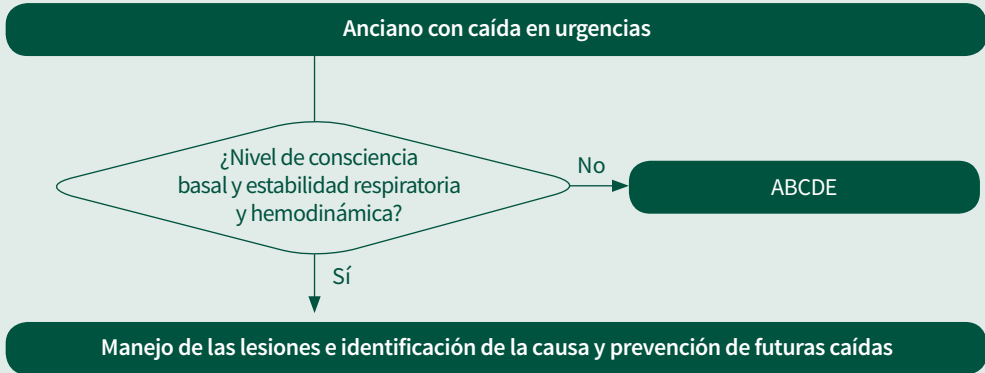 Anciano con caída en urgencias
¿Nivel de consciencia
basal y estabilidad respiratoria
y hemodinámica?
No
ABCDE
Sí
Manejo de las lesiones e identificación de la causa y prevención de futuras caídas